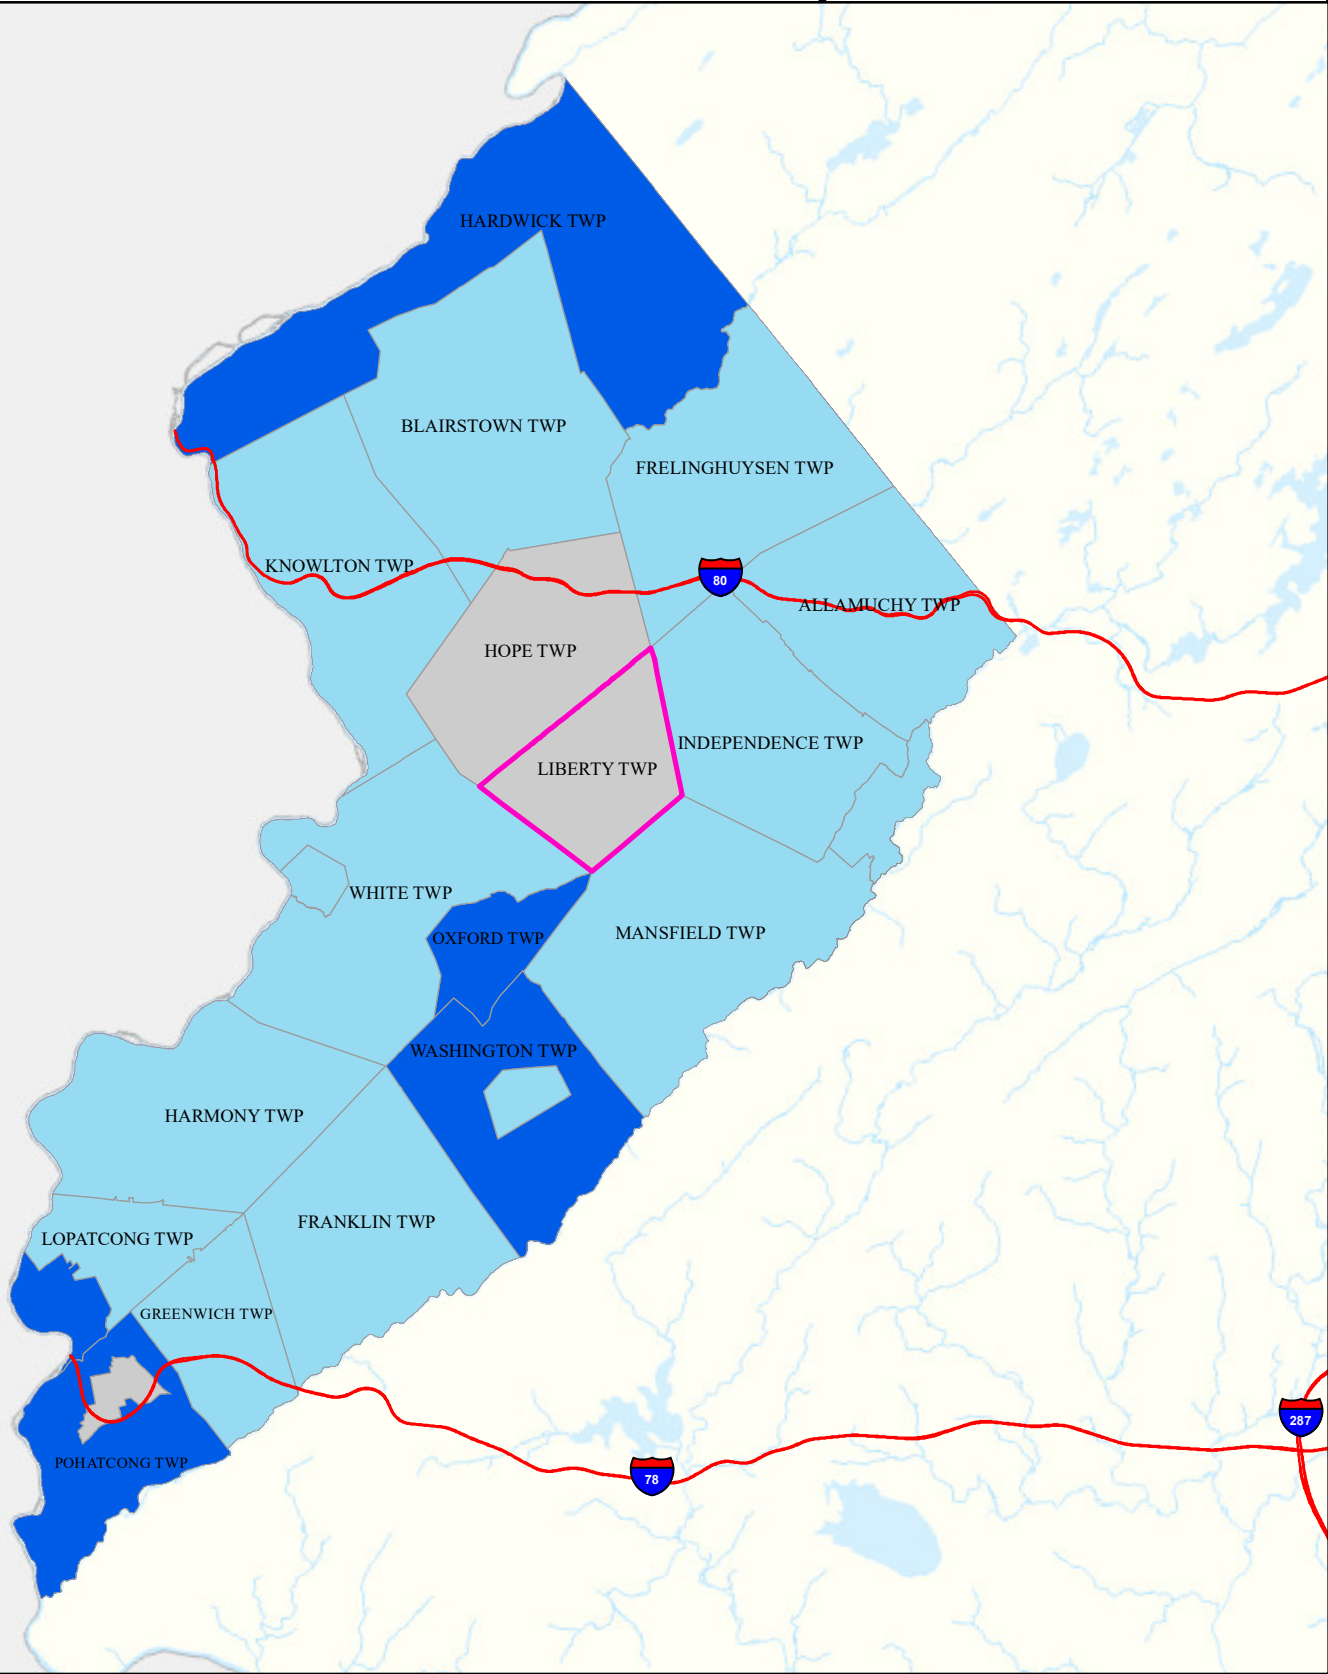 HARDWICK TWP
BLAIRSTOWN TWP
FRELINGHUYSEN TWP
KNOWLTON TWP
80
ALLAMUCHY TWP
HOPE TWP
INDEPENDENCE TWP
LIBERTY TWP
WHITE TWP
MANSFIELD TWP
OXFORD TWP
WASHINGTON TWP
HARMONY TWP
FRANKLIN TWP
LOPATCONG TWP
GREENWICH TWP
287
POHATCONG TWP
78